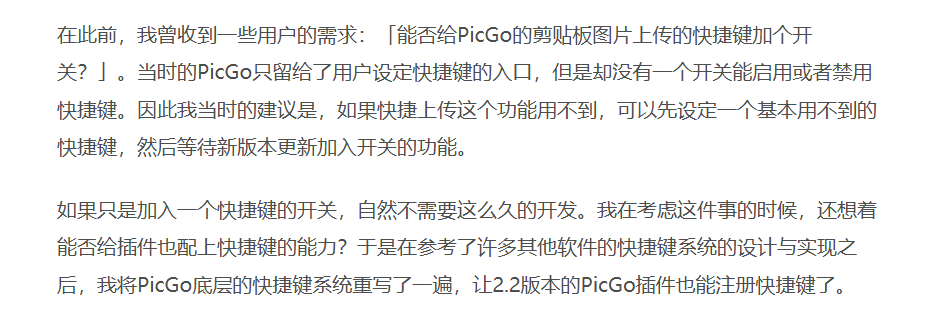 在此前，我曾收到一些用户的需求：「能否给PicGo的剪贴板图片上传的快捷键加个开
关？」。当时的PicGo只留给了用户设定快捷键的入口，但是却没有一个开关能启用或者禁用
快捷键。因此我当时的建议是，如果快捷上传这个功能用不到，可以先设定一个基本用不到的
快捷键，然后等待新版本更新加入开关的功能。
如果只是加入一个快捷键的开关，自然不需要这么久的开发。我在考虑这件事的时候，还想着
能否给插件也配上快捷键的能力？于是在参考了许多其他软件的快捷键系统的设计与实现之
后，我将PicGo底层的快捷键系统重写了一遍，让2.2版本的PicGo插件也能注册快捷键了。